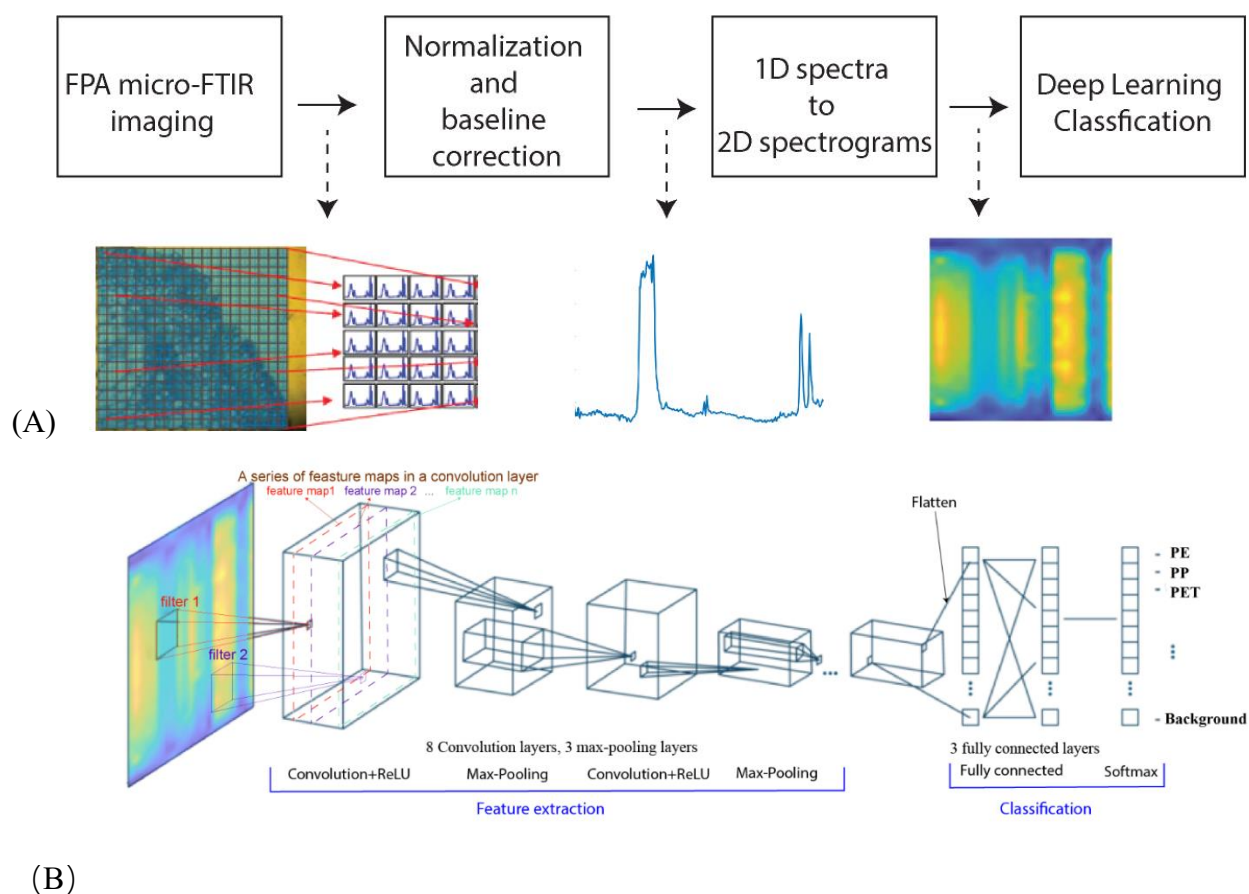 FPA micro-FTIR
imaging
Normalization
and
baseline
correction
1D spectra
to
2D spectrograms
Deep Learning
Classfication
(A)
A series of feasture maps in a convolution layer
feature map1 feature map 2 ... feature map n
filter 1
filter 2
Flatten
PE
PP
PET
Background
8 Convolution layers, 3 max-pooling layers
3 fully connected layers
Convolution+ReLU Max-Pooling Convolution+ReLU Max-Pooling
Fully connected Softmax
Feature extraction
Classification
(B)